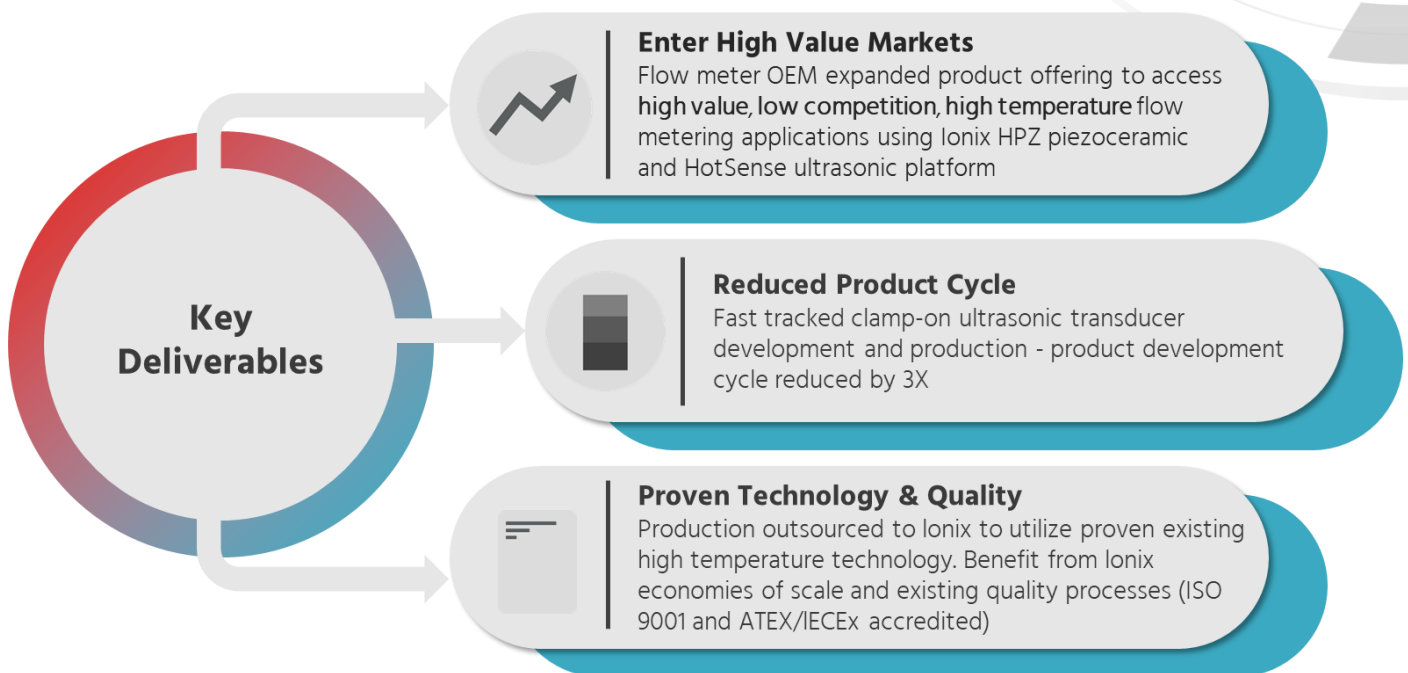 Key
Deliverables
Enter High Value Markets
Flow meter OEM expanded product offering to access
high value, low competition, high temperature flow
metering applications using Ionix HPZ piezoceramic
and HotSense ultrasonic platform
Reduced Product Cycle
Fast tracked clamp-on ultrasonic transducer
development and production - product development
cycle reduced by 3X
Proven Technology & Quality
Production outsourced to Ionix to utilize proven existing
high temperature technology. Benefit from Ionix
economies of scale and existing quality processes (ISO
9001 and ATEX/IECEx accredited)